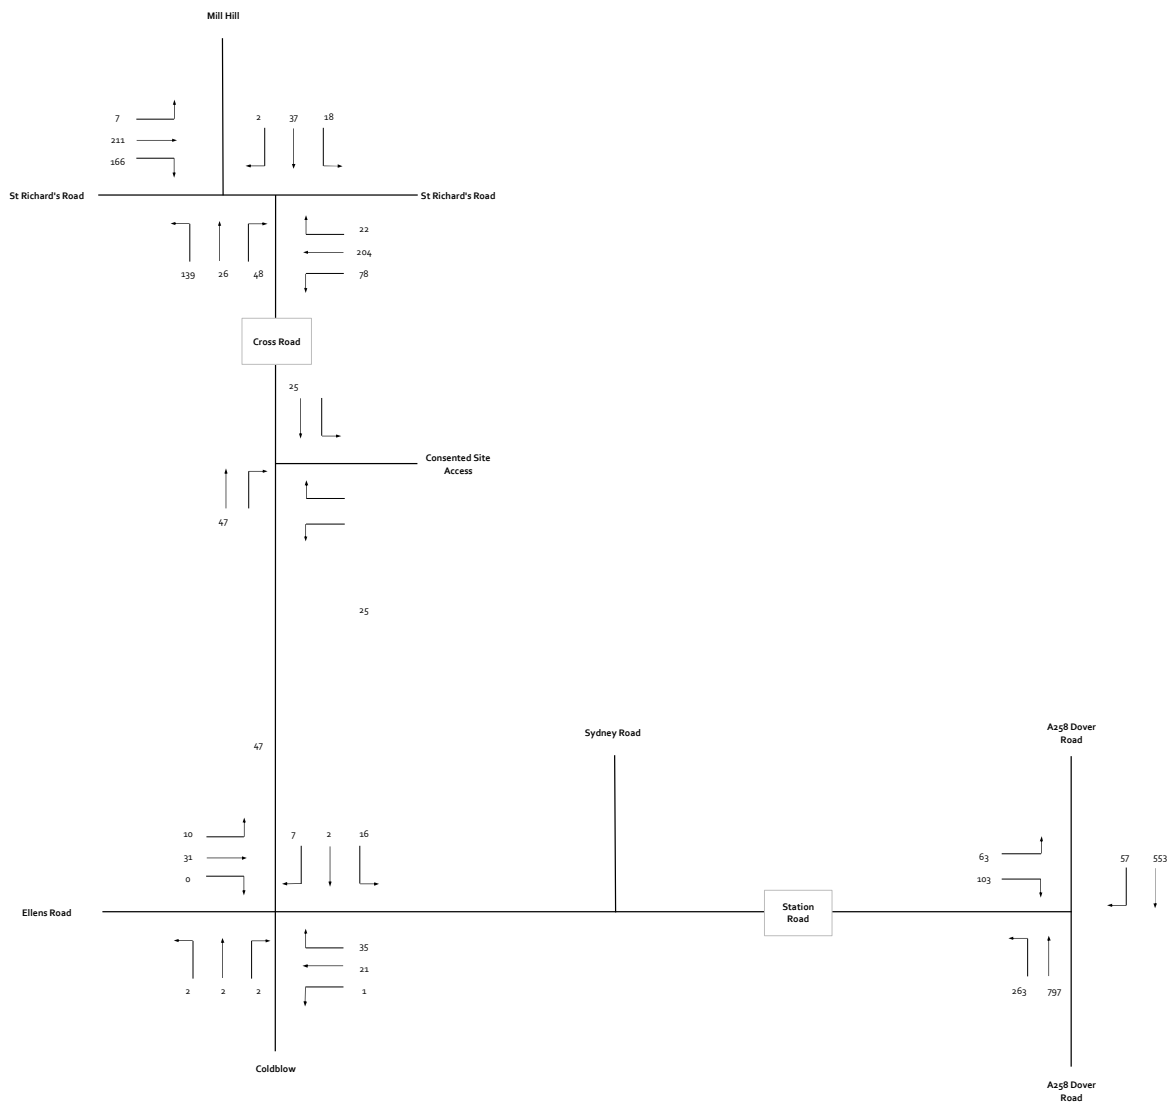 Mill Hill
7
2 37 18
211
166
St Richard's Road
St Richard's Road
22
204
139 26 48
78
Cross Road
25
Consented Site
Access
47
25
Sydney Road
A258 Dover
Road
47
10
7 2 16
31
0
63
57 553
103
Ellens Road
Station
Road
35
21
2 2 2
1
263 797
Coldblow
A258 Dover
Road